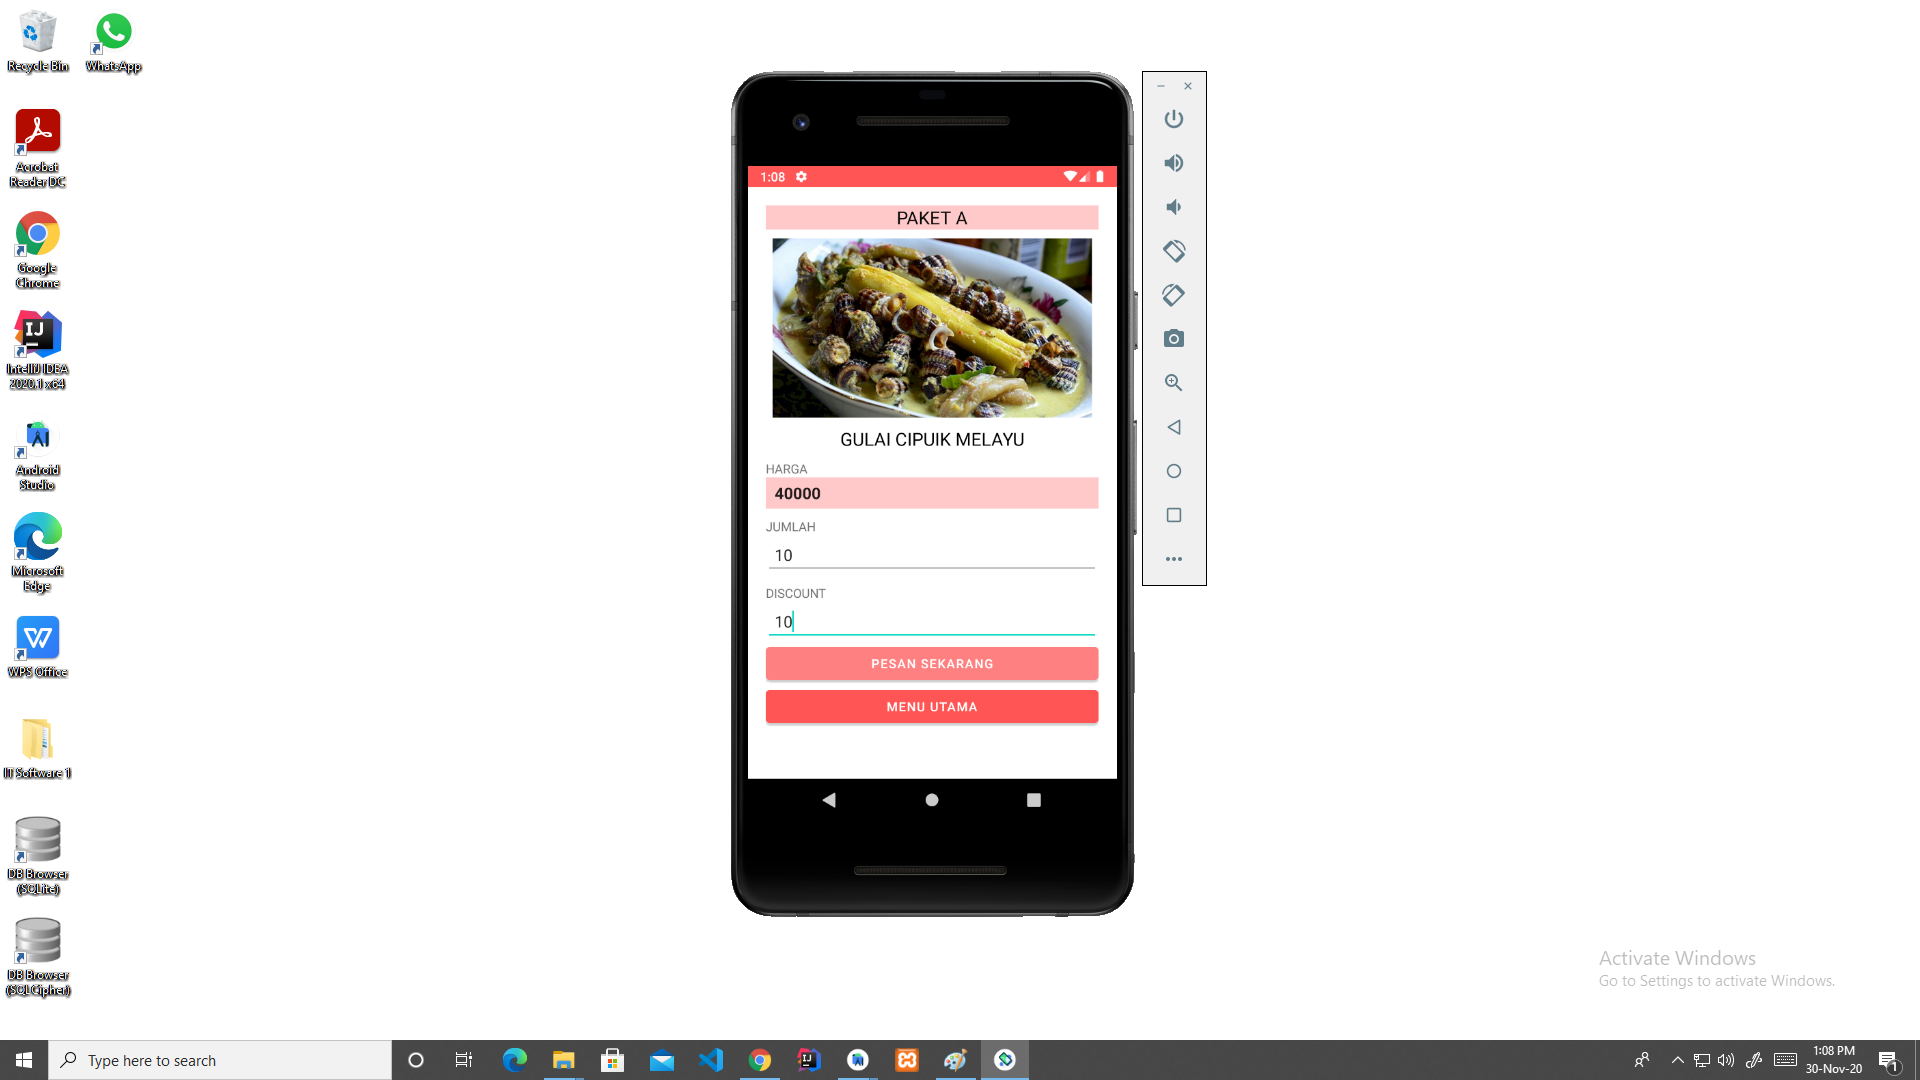 Recycle Bin
WhatsApp
Acrobat
Reader DC
Google
Chrome
IJ
IntelliJ IDEA
2020.1 x64
Android
Studio
Microsoft
Edge
WPS Office
IT Software 1
DB Browser
(SQLite)
DB Browser
(SQLCipher)
1:08
PAKET A
GULAI CIPUIK MELAYU
HARGA
40000
JUMLAH
10
DISCOUNT
10
PESAN SEKARANG
MENU UTAMA
Activate Windows
Go to Settings to activate Windows.
Type here to search
1:08 PM
30-Nov-20
1